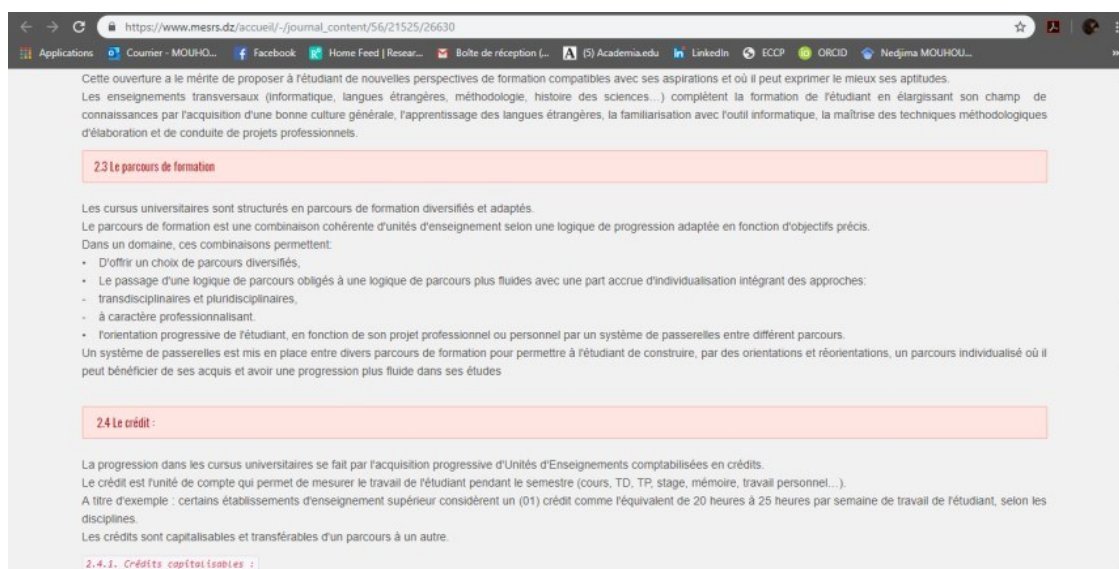 https://www.mesrs.dz/accueil/-/journal_content/56/21525/26630
Applications Courrier - MOUHO... Facebook Home Feed | Resear... Boîte de réception (... (5) Academia.edu LinkedIn ECCP ORCID Nedjima MOUHOU... »
Cette ouverture a le mérite de proposer à l'étudiant de nouvelles perspectives de formation compatibles avec ses aspirations et où il peut exprimer le mieux ses aptitudes.
Les enseignements transversaux (informatique, langues étrangères, méthodologie, histoire des sciences...) complètent la formation de l'étudiant en élargissant son champ de
connaissances par l'acquisition d'une bonne culture générale, l'apprentissage des langues étrangères, la familiarisation avec l'outil informatique, la maîtrise des techniques méthodologiques
d'élaboration et de conduite de projets professionnels.
2.3 Le parcours de formation
Les cursus universitaires sont structurés en parcours de formation diversifiés et adaptés.
Le parcours de formation est une combinaison cohérente d'unités d'enseignement selon une logique de progression adaptée en fonction d'objectifs précis.
Dans un domaine, ces combinaisons permettent:
• D'offrir un choix de parcours diversifiés,
• Le passage d'une logique de parcours obligés à une logique de parcours plus fluides avec une part accrue d'individualisation intégrant des approches:
- transdisciplinaires et pluridisciplinaires,
- à caractère professionnalisant.
• l'orientation progressive de l'étudiant, en fonction de son projet professionnel ou personnel par un système de passerelles entre différent parcours.
Un système de passerelles est mis en place entre divers parcours de formation pour permettre à l'étudiant de construire, par des orientations et réorientations, un parcours individualisé où il
peut bénéficier de ses acquis et avoir une progression plus fluide dans ses études
2.4 Le crédit :
La progression dans les cursus universitaires se fait par l'acquisition progressive d'Unités d'Enseignements comptabilisées en crédits.
Le crédit est l'unité de compte qui permet de mesurer le travail de l'étudiant pendant le semestre (cours, TD, TP, stage, mémoire, travail personnel...).
A titre d'exemple : certains établissements d'enseignement supérieur considèrent un (01) crédit comme l'équivalent de 20 heures à 25 heures par semaine de travail de l'étudiant, selon les
disciplines.
Les crédits sont capitalisables et transférables d'un parcours à un autre.
2.4.1. Crédits capitalisables :